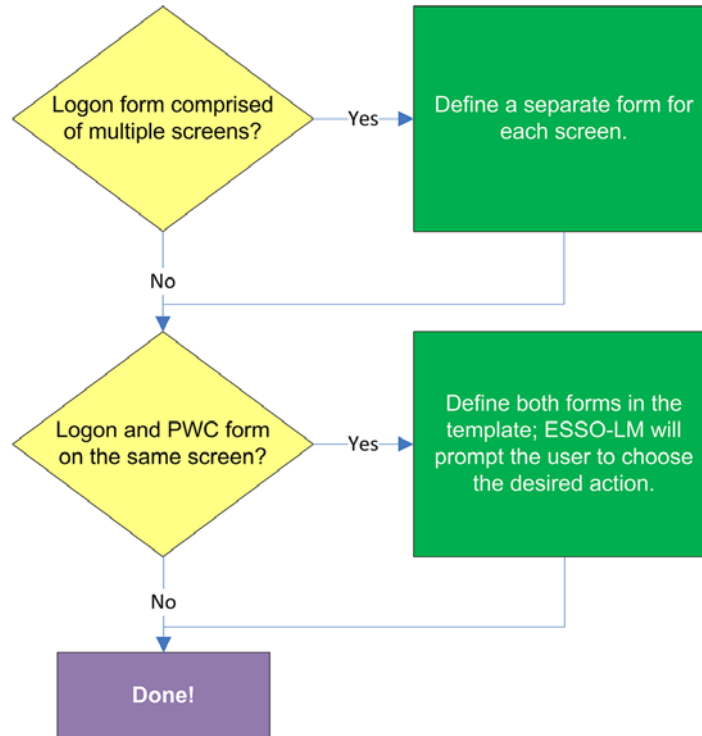 Logon form comprised
of multiple screens?
Yes
Define a separate form for
each screen.
No
Logon and PWC form
on the same screen?
Yes
Define both forms in the
template; ESSO-LM will
prompt the user to choose
the desired action.
No
Done!